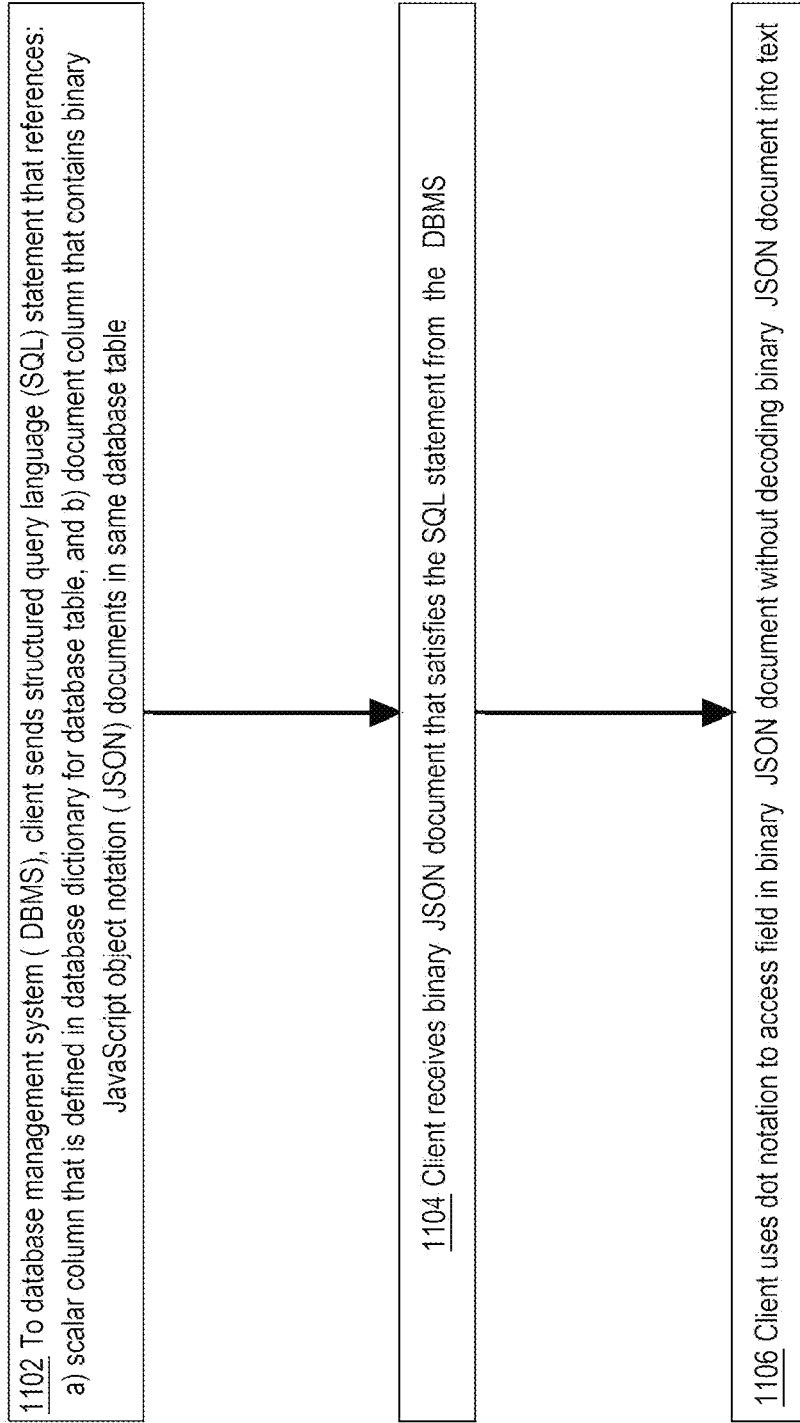 1102 To database management system ( DBMS), client sends structured query language (SQL) statement that references:
a) scalar column that is defined in database dictionary for database table, and b) document column that contains binary
JavaScript object notation ( JSON) documents in same database table
1104 Client receives binary JSON document that satisfies the SQL statement from the DBMS
1106 Client uses dot notation to access field in binary JSON document without decoding binary JSON document into text